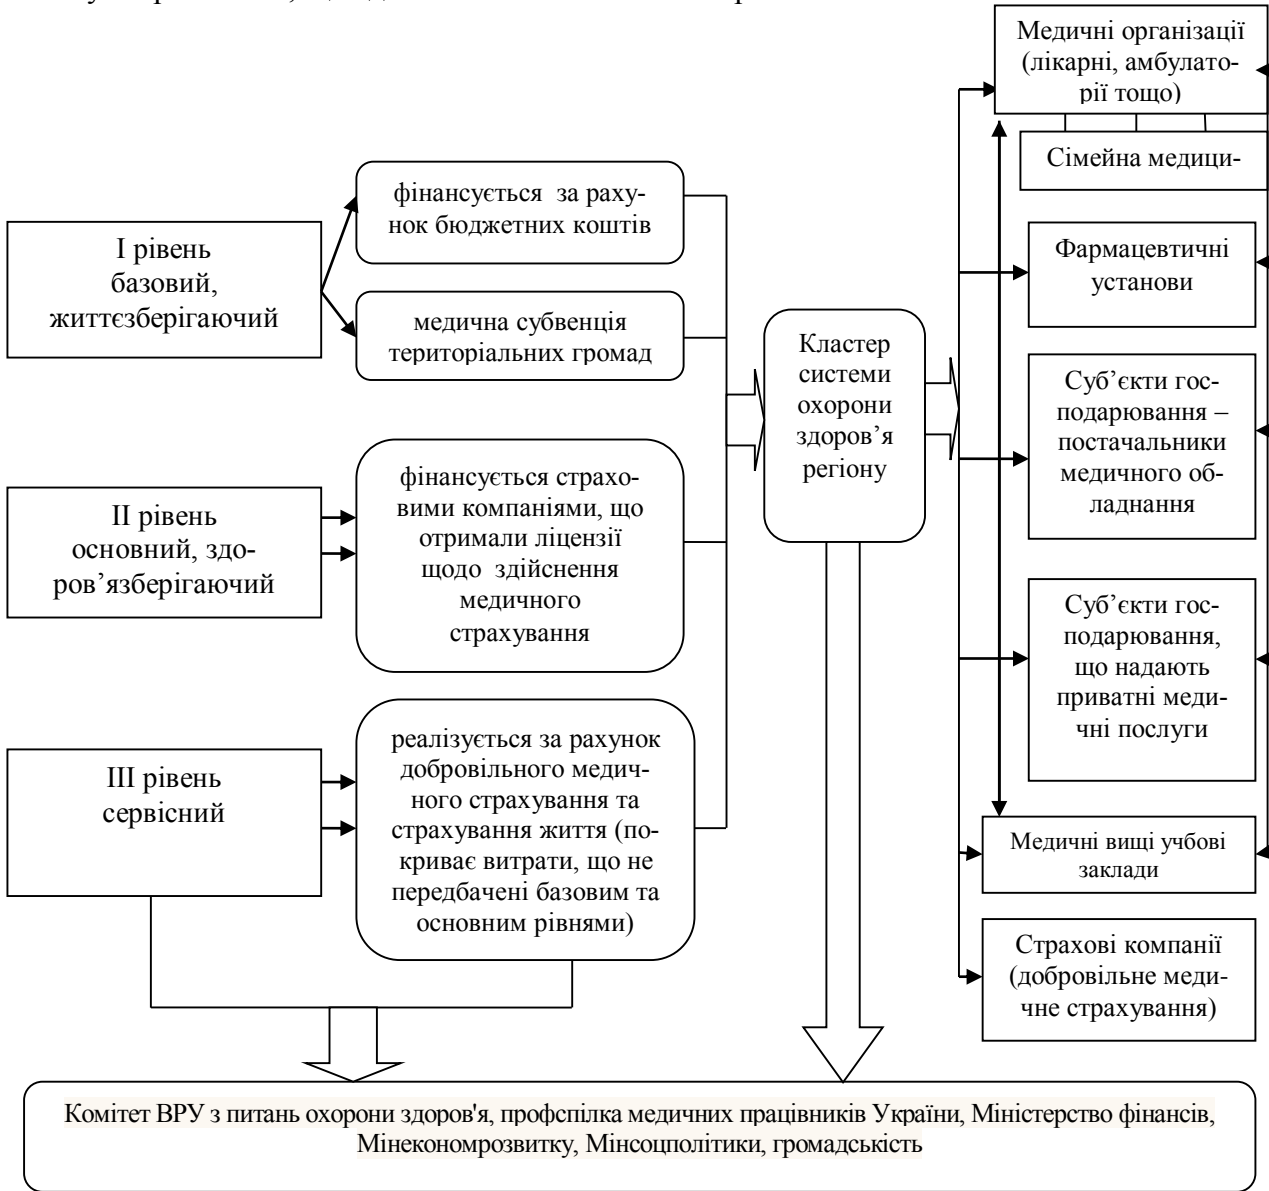 Медичні організації
(лікарні, амбулато-
рії тощо)
Сімейна медици-
фінансується за раху-
нок бюджетних коштів
І рівень
базовий,
життєзберігаючий
медична субвенція
територіальних громад
Кластер
системи
охорони
здоров’я
регіону
Фармацевтичні
установи
Суб’єкти гос-
подарювання –
постачальники
медичного об-
ладнання
ІІ рівень
основний, здо-
ров’язберігаючий
фінансується страхо-
вими компаніями, що
отримали ліцензії
щодо здійснення
медичного
страхування
Суб’єкти гос-
подарювання,
що надають
приватні меди-
чні послуги
ІІІ рівень
сервісний
реалізується за рахунок
добровільного медич-
ного страхування та
страхування життя (по-
криває витрати, що не
передбачені базовим та
основним рівнями)
Медичні вищі учбові
заклади
Страхові компанії
(добровільне меди-
чне страхування)
Комітет ВРУ з питань охорони здоров'я, профспілка медичних працівників України, Міністерство фінансів,
Мінекономрозвитку, Мінсоцполітики, громадськість